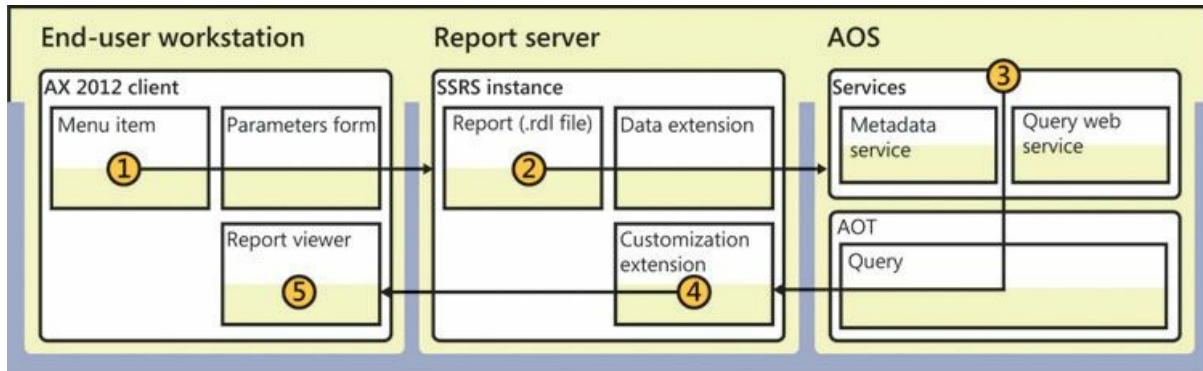 End-user workstation
AX 2012 client
Menu item
Parameters form
1
Report viewer
5
Report server
SSRS instance
Report (.rdl file)
Data extension
2
Customization
extension
4
AOS
3
Services
Metadada
service
Query web
service
AOT
Query